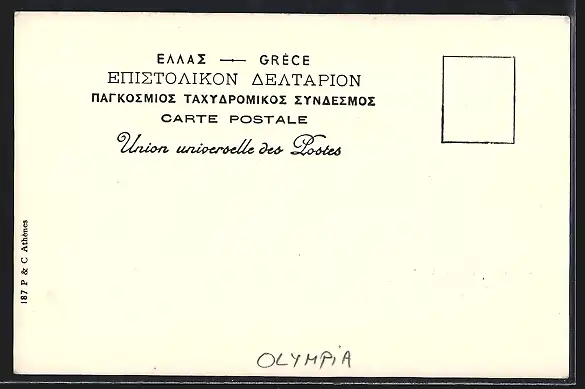 ΕΛΛΑΣ — GRÈCE
ΕΠΙΣΤΟΛΙΚΟΝ ΔΕΛΤΑΡΙΟΝ
ΠΑΓΚΟΣΜΙΟΣ ΤΑΧΥΔΡΟΜΙΚΟΣ ΣΥΝΔΕΣΜΟΣ
CARTE POSTALE
Union universelle des Postes
187 P & C Athènes
OLYMPiA